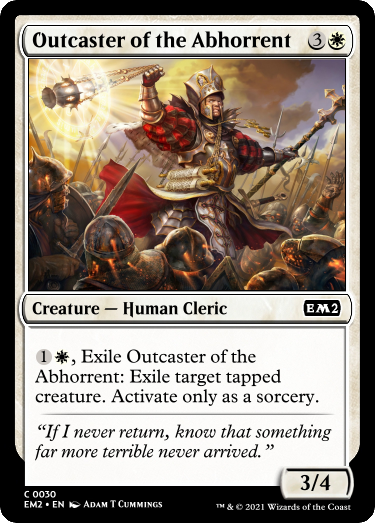 Outcaster of the Abhorrent 3
Creature — Human Cleric EM2
1, Exile Outcaster of the
Abhorrent: Exile target tapped
creature. Activate only as a sorcery.
“If I never return, know that something
far more terrible never arrived.”
3/4
C 0030
EM2 • EN Adam T Cummings
™ & © 2021 Wizards of the Coast